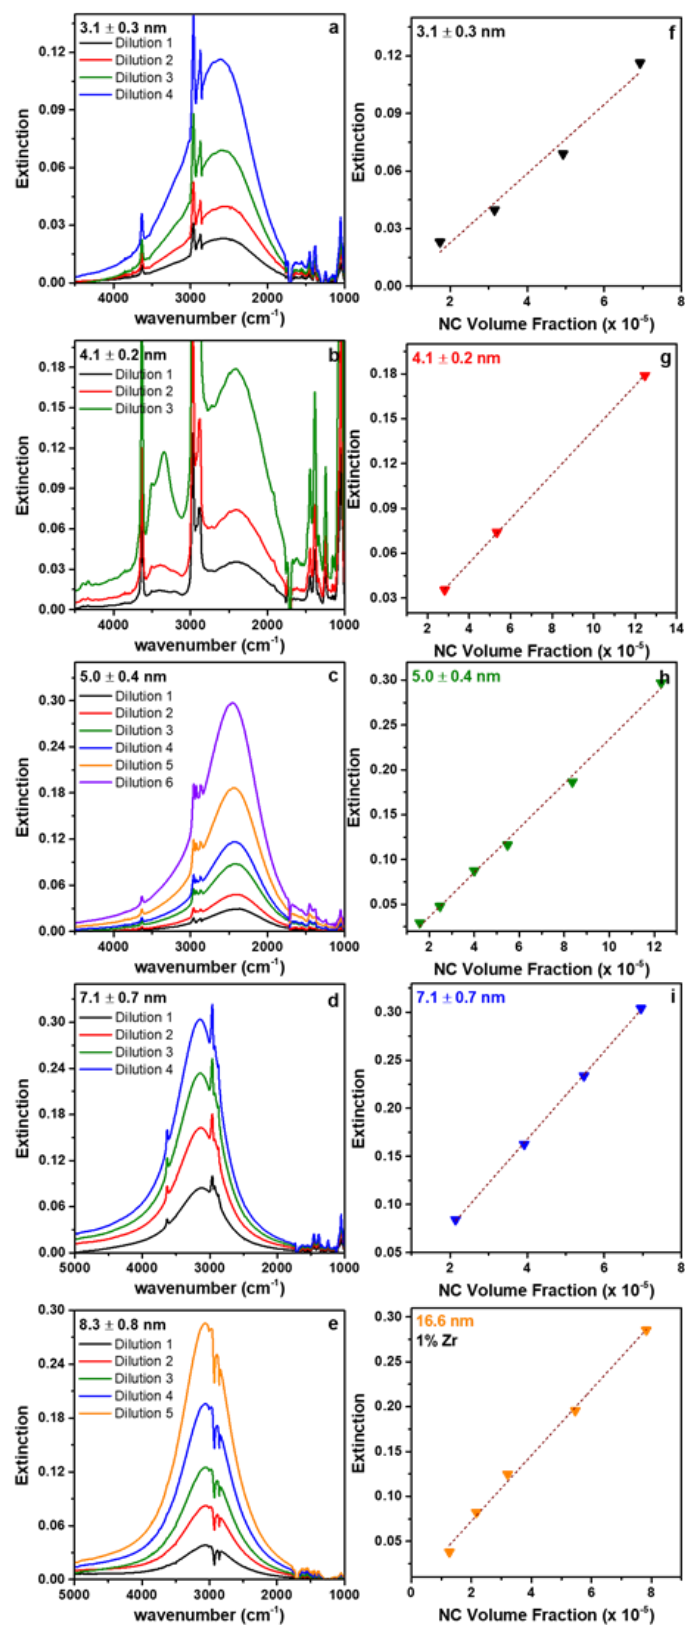 3.1 ± 0.3 nm
a
Dilution 1
Dilution 2
Dilution 3
Dilution 4
Extinction
0.12
0.09
0.06
0.03
0.00
4000 3000 2000 1000
wavenumber (cm-1)
3.1 ± 0.3 nm
f
Extinction
0.12
0.09
0.06
0.03
0.00
2 4 6 8
NC Volume Fraction (x 10-5)
4.1 ± 0.2 nm
b
Dilution 1
Dilution 2
Dilution 3
Extinction
0.18
0.15
0.12
0.09
0.06
0.03
0.00
4000 3000 2000 1000
wavenumber (cm-1)
4.1 ± 0.2 nm
g
Extinction
0.18
0.15
0.12
0.09
0.06
0.03
2 4 6 8 10 12 14
NC Volume Fraction (x 10-5)
5.0 ± 0.4 nm
c
Dilution 1
Dilution 2
Dilution 3
Dilution 4
Dilution 5
Dilution 6
Extinction
0.30
0.24
0.18
0.12
0.06
0.00
4000 3000 2000 1000
wavenumber (cm-1)
5.0 ± 0.4 nm
h
Extinction
0.30
0.25
0.20
0.15
0.10
0.05
2 4 6 8 10 12
NC Volume Fraction (x 10-5)
7.1 ± 0.7 nm
d
Dilution 1
Dilution 2
Dilution 3
Dilution 4
Extinction
0.30
0.24
0.18
0.12
0.06
0.00
5000 4000 3000 2000 1000
wavenumber (cm-1)
7.1 ± 0.7 nm
i
Extinction
0.30
0.25
0.20
0.15
0.10
0.05
2 4 6 8
NC Volume Fraction (x 10-5)
8.3 ± 0.8 nm
e
Dilution 1
Dilution 2
Dilution 3
Dilution 4
Dilution 5
Extinction
0.30
0.24
0.18
0.12
0.06
0.00
5000 4000 3000 2000 1000
wavenumber (cm-1)
16.6 nm
1% Zr
Extinction
0.30
0.25
0.20
0.15
0.10
0.05
0 2 4 6 8
NC Volume Fraction (x 10-5)